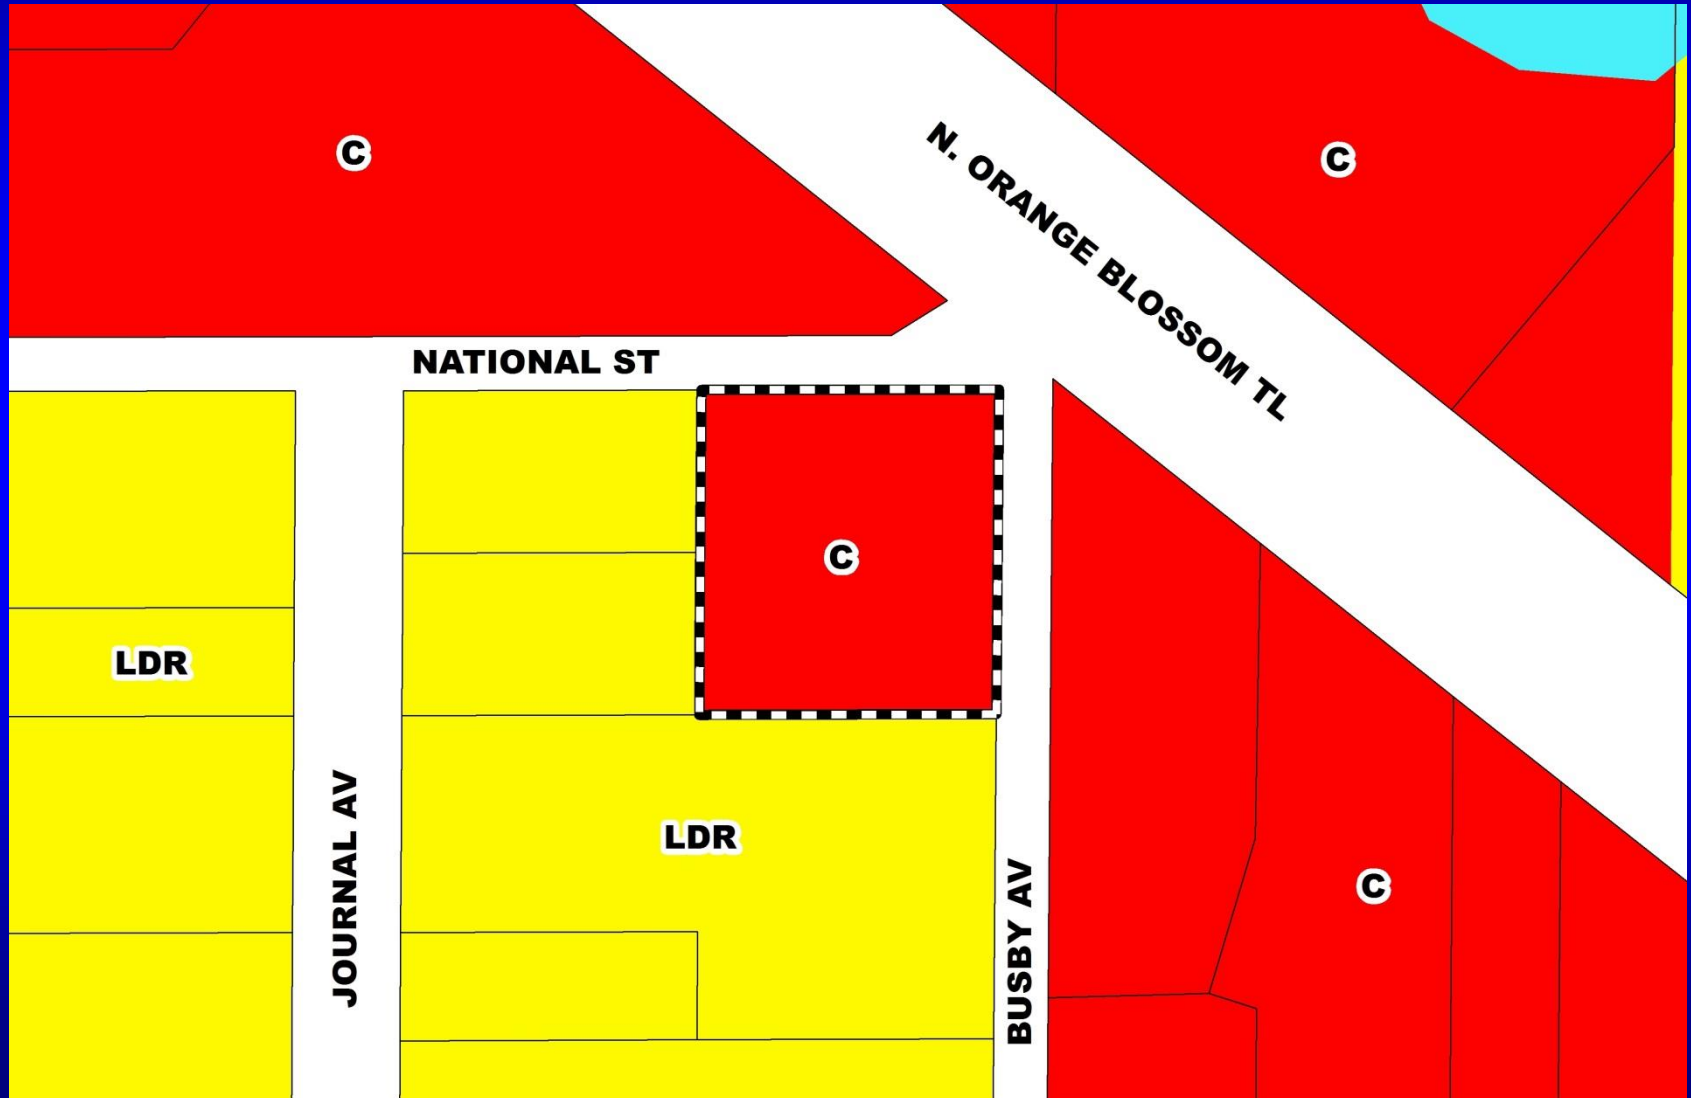 C
C
N. ORANGE BLOSSOM TL
NATIONAL ST
C
LDR
LDR
JOURNAL AV
BUSBY AV
C